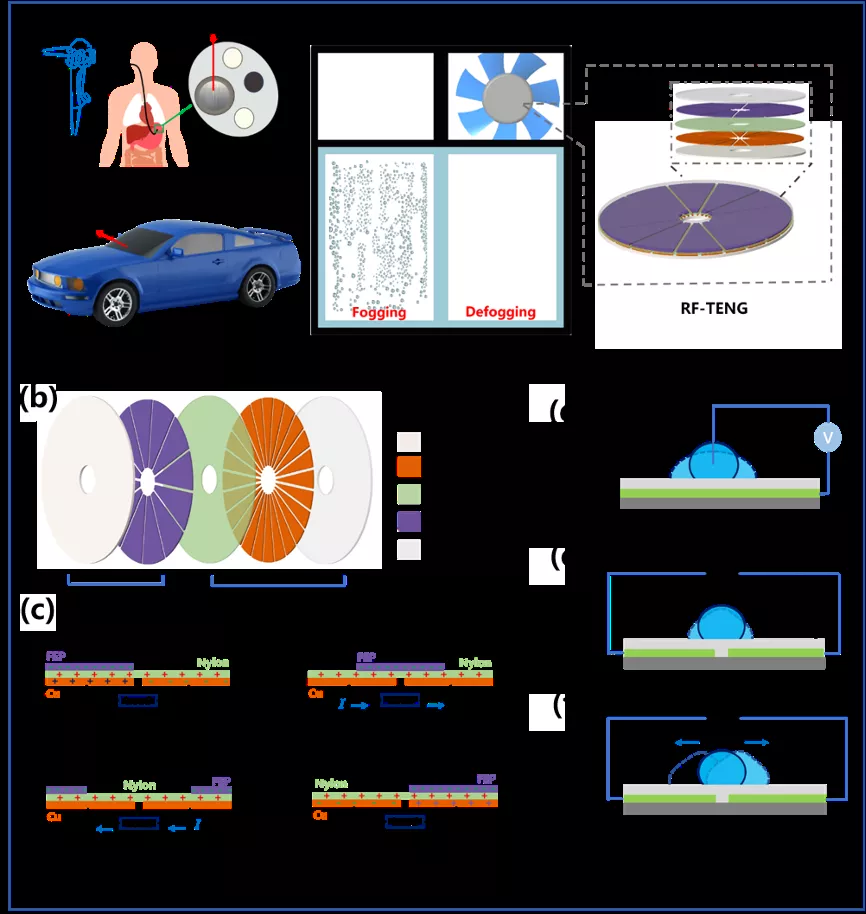 Fogging
Defogging
RF-TENG
(b)
V
(c)
FEP
Nylon
Cu
FEP
Nylon
Cu
I
Nylon
FEP
Cu
I
Nylon
FEP
Cu